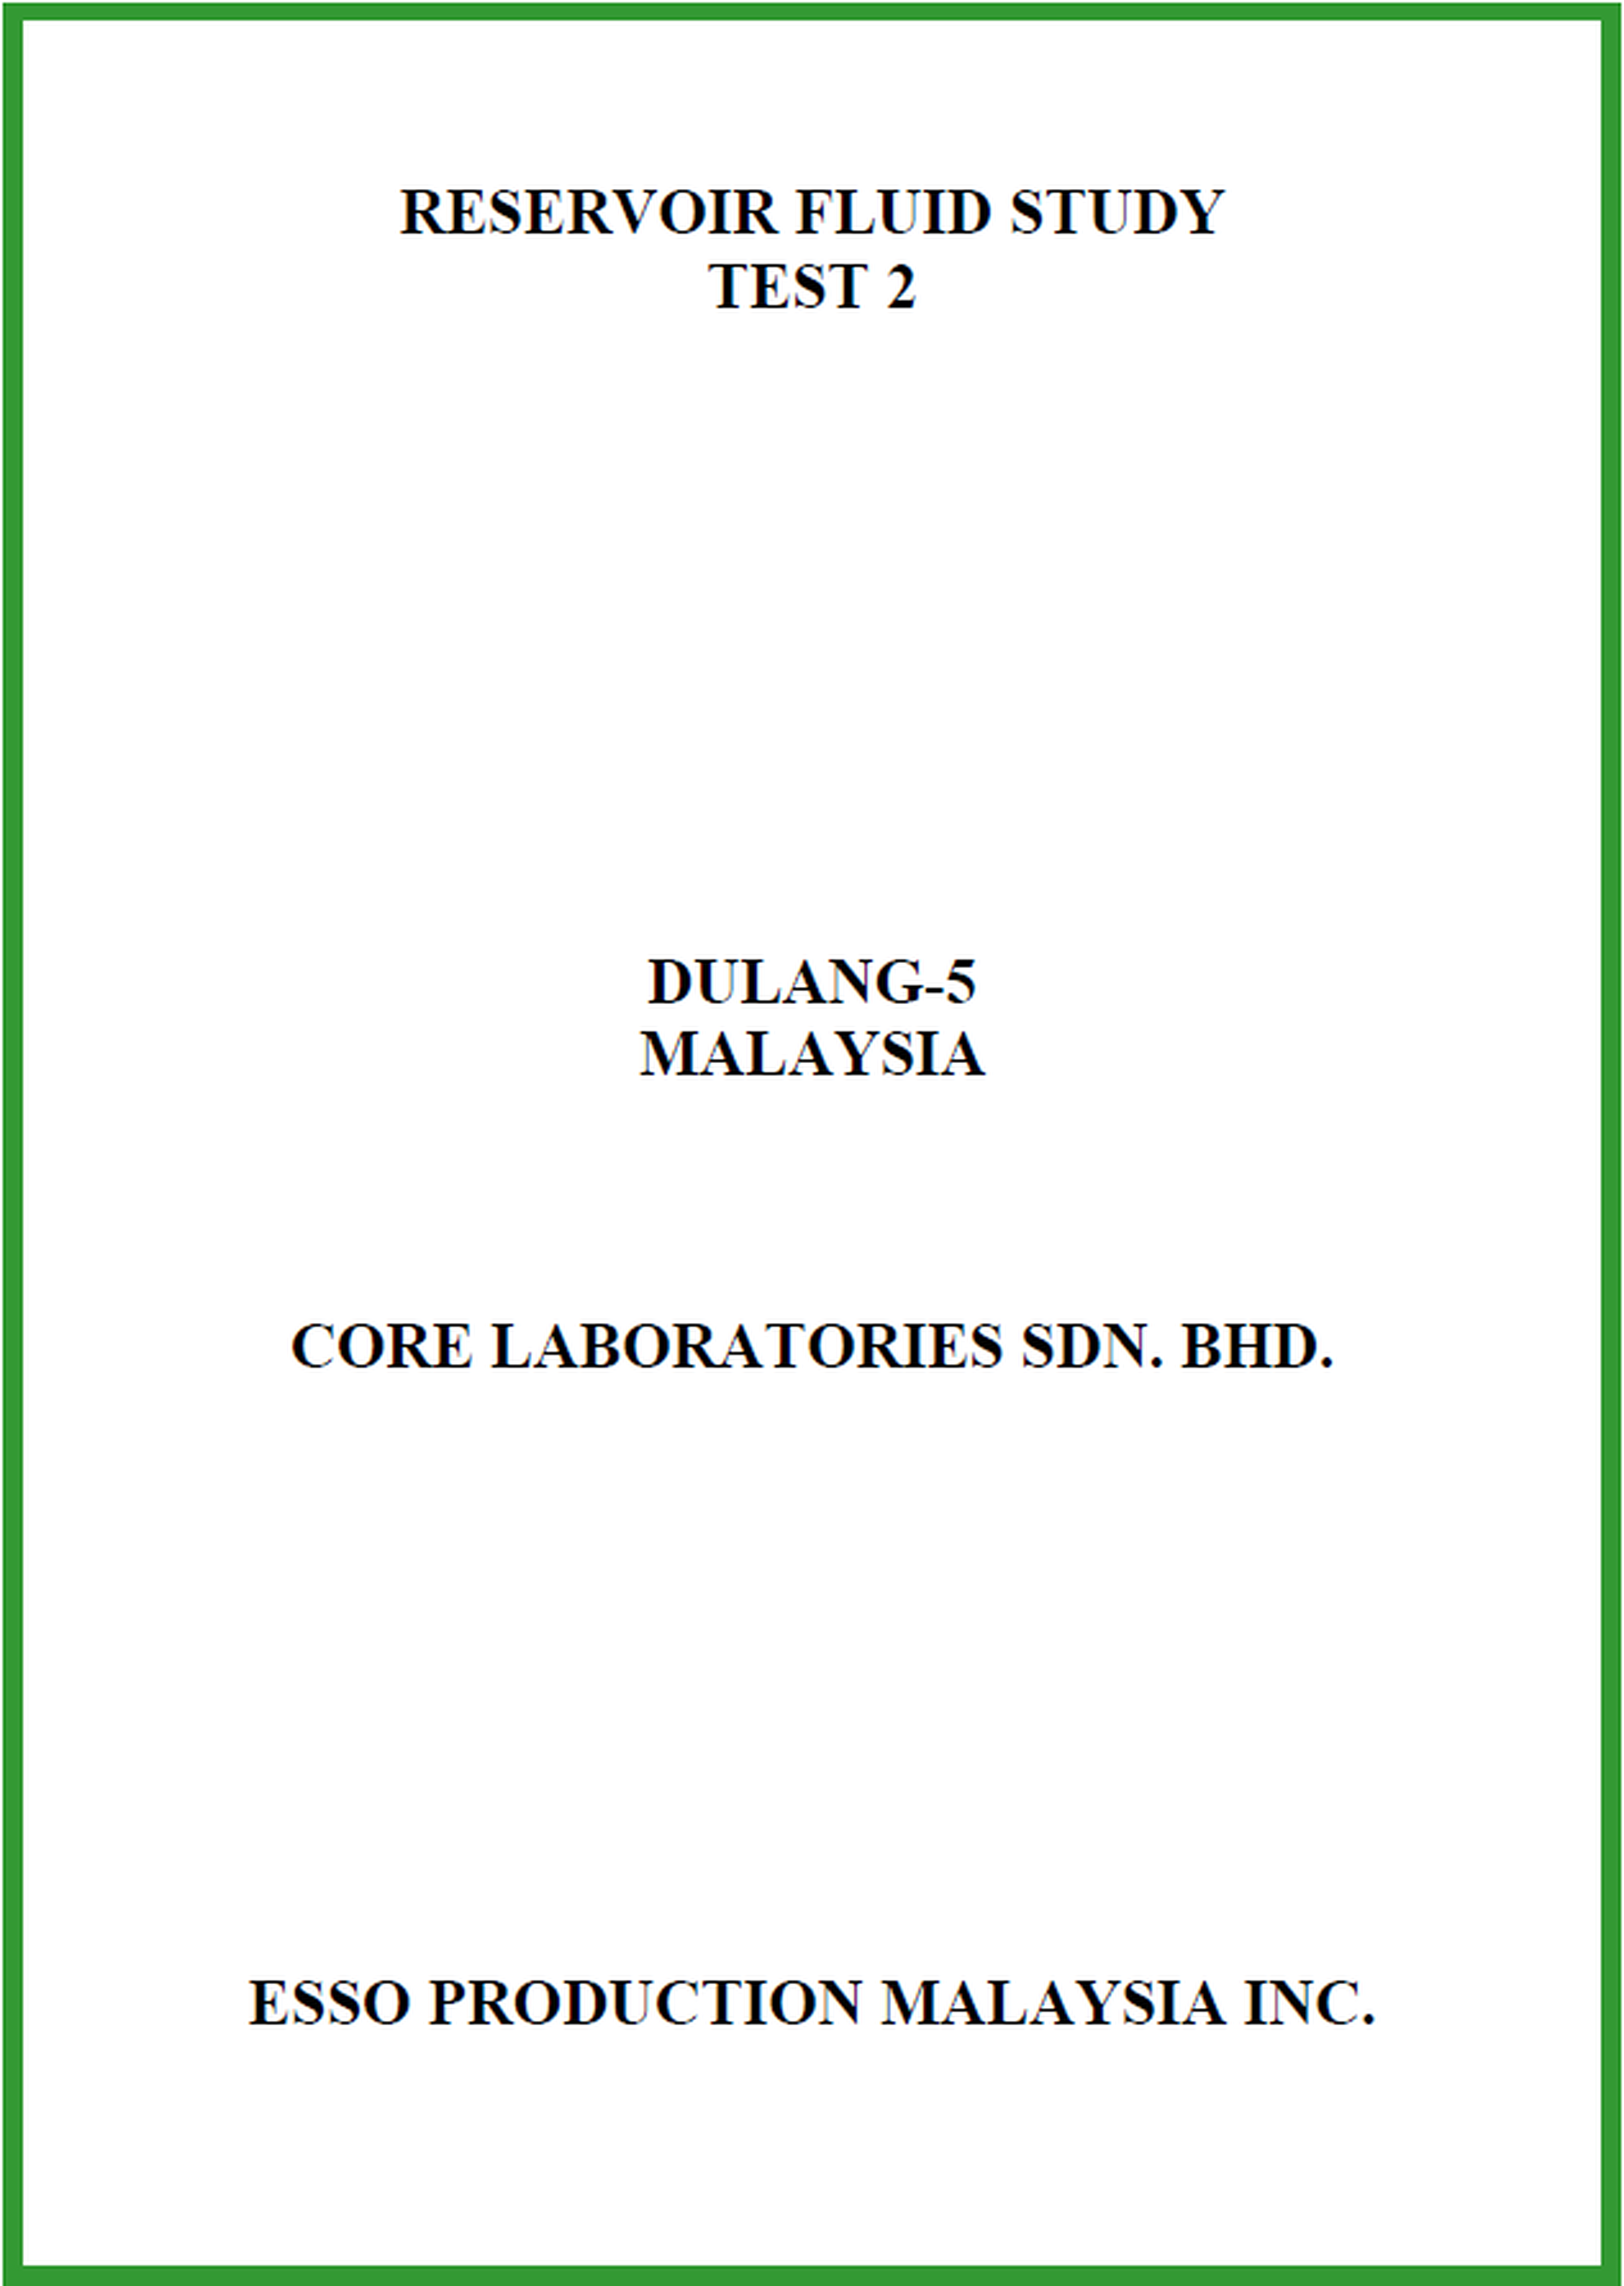 RESERVOIR FLUID STUDY
TEST 2
DULANG-5
MALAYSIA
CORE LABORATORIES SDN. BHD.
ESSO PRODUCTION MALAYSIA INC.